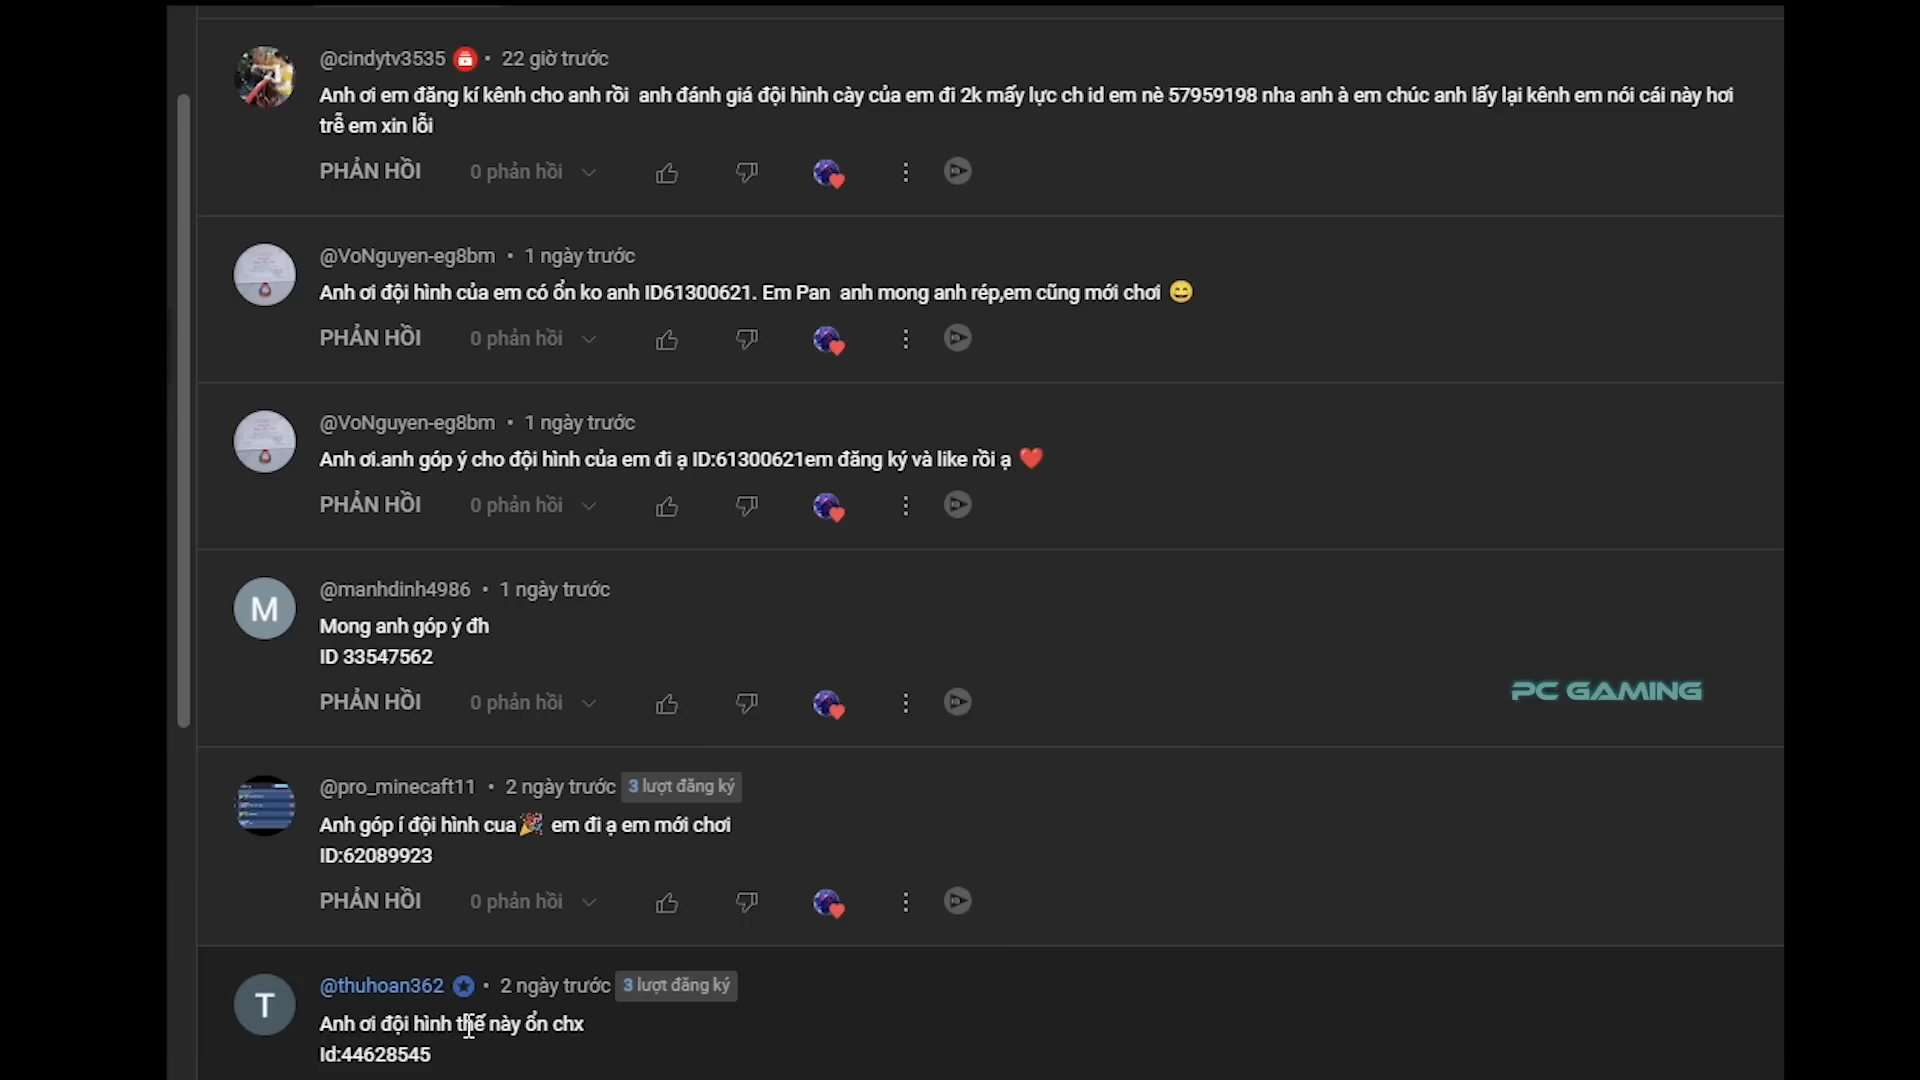 @cindytv3535 • 22 giờ trước
Anh ơi em đăng kí kênh cho anh rồi  anh đánh giá đội hình cày của em đi 2k mấy lực ch id em nè 57959198 nha anh à em chúc anh lấy lại kênh em nói cái này hơi
trễ em xin lỗi
PHẢN HỒI 0 phản hồi
@VoNguyen-eg8bm • 1 ngày trước
Anh ơi đội hình của em có ổn ko anh ID61300621. Em Pan  anh mong anh rép,em cũng mới chơi 😄
PHẢN HỒI 0 phản hồi
@VoNguyen-eg8bm • 1 ngày trước
Anh ơi.anh góp ý cho đội hình của em đi ạ ID:61300621em đăng ký và like rồi ạ ❤️
PHẢN HỒI 0 phản hồi
M
@manhdinh4986 • 1 ngày trước
Mong anh góp ý đh
ID 33547562
PHẢN HỒI 0 phản hồi
PC GAMING
@pro_minecaft11 • 2 ngày trước 3 lượt đăng ký
Anh góp í đội hình cua🎉 em đi ạ em mới chơi
ID:62089923
PHẢN HỒI 0 phản hồi
T
@thuhoan362 • 2 ngày trước 3 lượt đăng ký
Anh ơi đội hình thế này ổn chx
Id:44628545